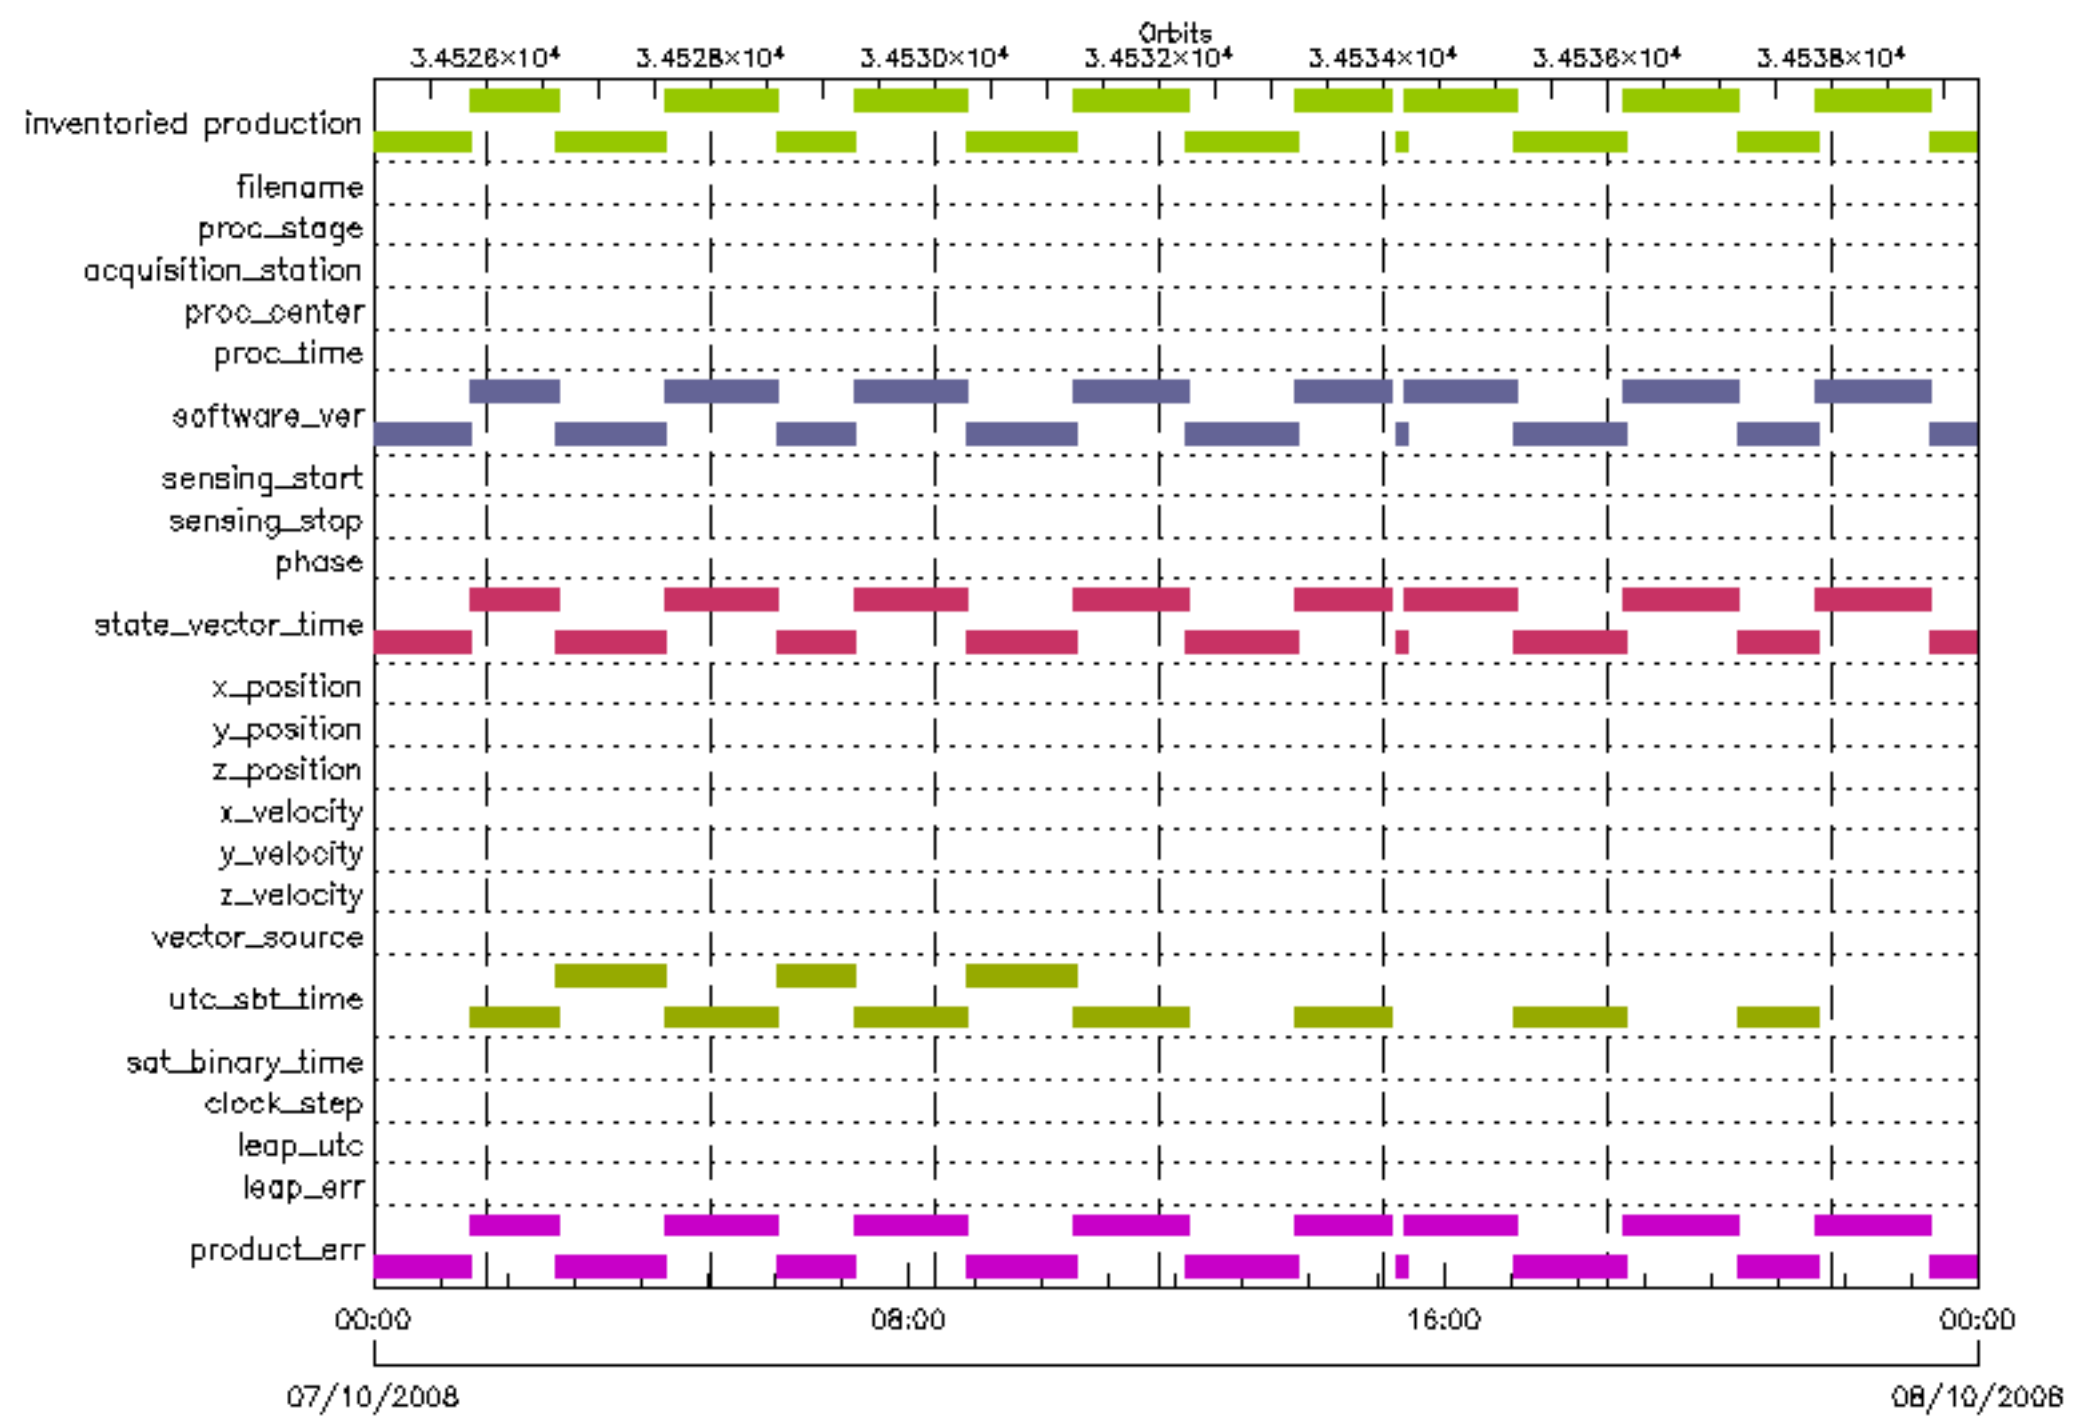 Orbits
3.4526×10⁴ 3.4528×10⁴ 3.4530×10⁴ 3.4532×10⁴ 3.4534×10⁴ 3.4536×10⁴ 3.4538×10⁴
inventoried production
filename
proc_stage
acquisition_station
proc_center
proc_time
software_ver
sensing_start
sensing_stop
phase
state_vector_time
x_position
y_position
z_position
x_velocity
y_velocity
z_velocity
vector_source
utc_sbt_time
sat_binary_time
clock_step
leap_utc
leap_err
product_err
00:00 08:00 16:00 00:00
07/10/2008 08/10/2008